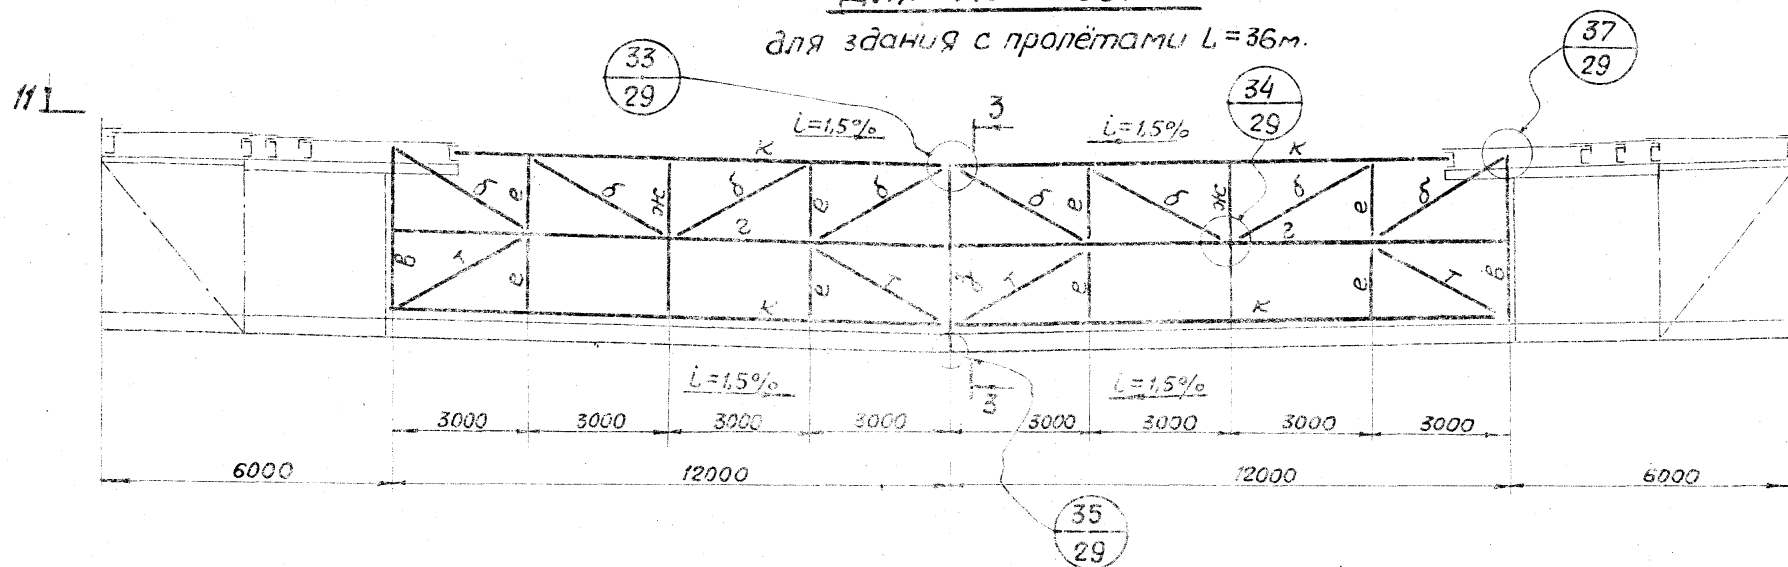 для здания с пролётами L=36м.
33
29
37
29
34
29
11
3
i=1,5%
i=1,5%
к
к
б
е
б
ж
б
е
б
б
е
б
ж
б
е
б
г
г
в
т
е
е
т
т
е
е
т
в
к
к
i=1,5%
i=1,5%
3
3000
3000
3000
3000
3000
3000
3000
3000
6000
12000
12000
6000
35
29